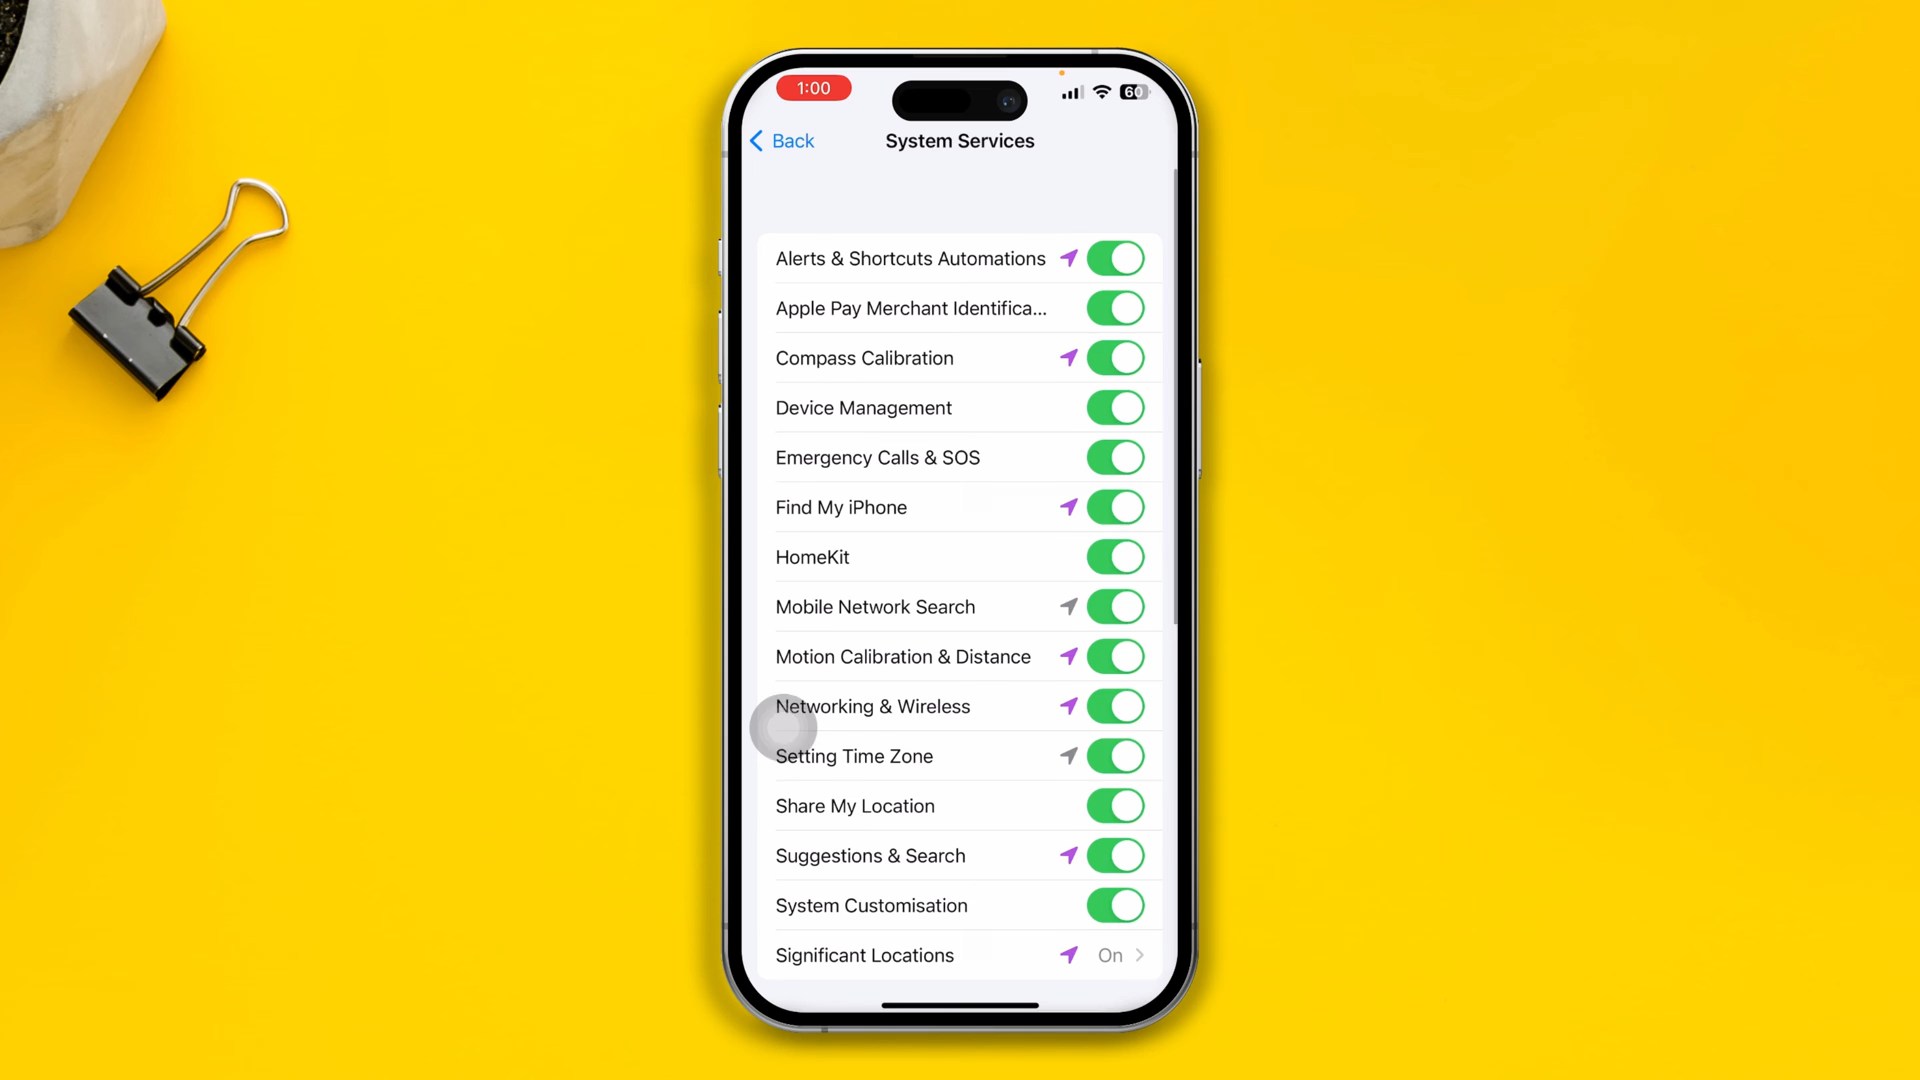 1:00
60
Back
System Services
Alerts & Shortcuts Automations
Apple Pay Merchant Identifica...
Compass Calibration
Device Management
Emergency Calls & SOS
Find My iPhone
HomeKit
Mobile Network Search
Motion Calibration & Distance
Networking & Wireless
Setting Time Zone
Share My Location
Suggestions & Search
System Customisation
Significant Locations On